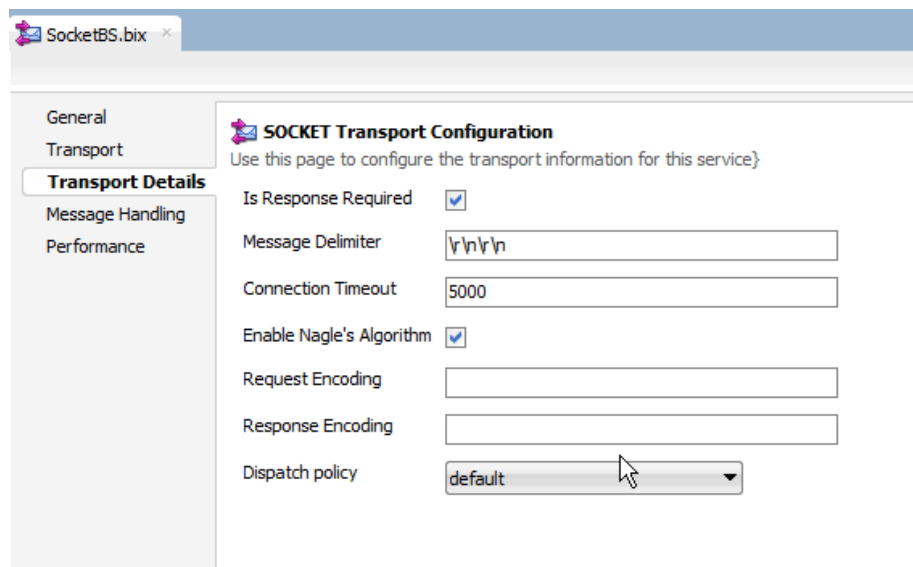 SocketBS.bix
General
Transport
Transport Details
Message Handling
Performance
SOCKET Transport Configuration
Use this page to configure the transport information for this service}
Is Response Required
Message Delimiter \r\n\r\n
Connection Timeout 5000
Enable Nagle's Algorithm
Request Encoding
Response Encoding
Dispatch policy default